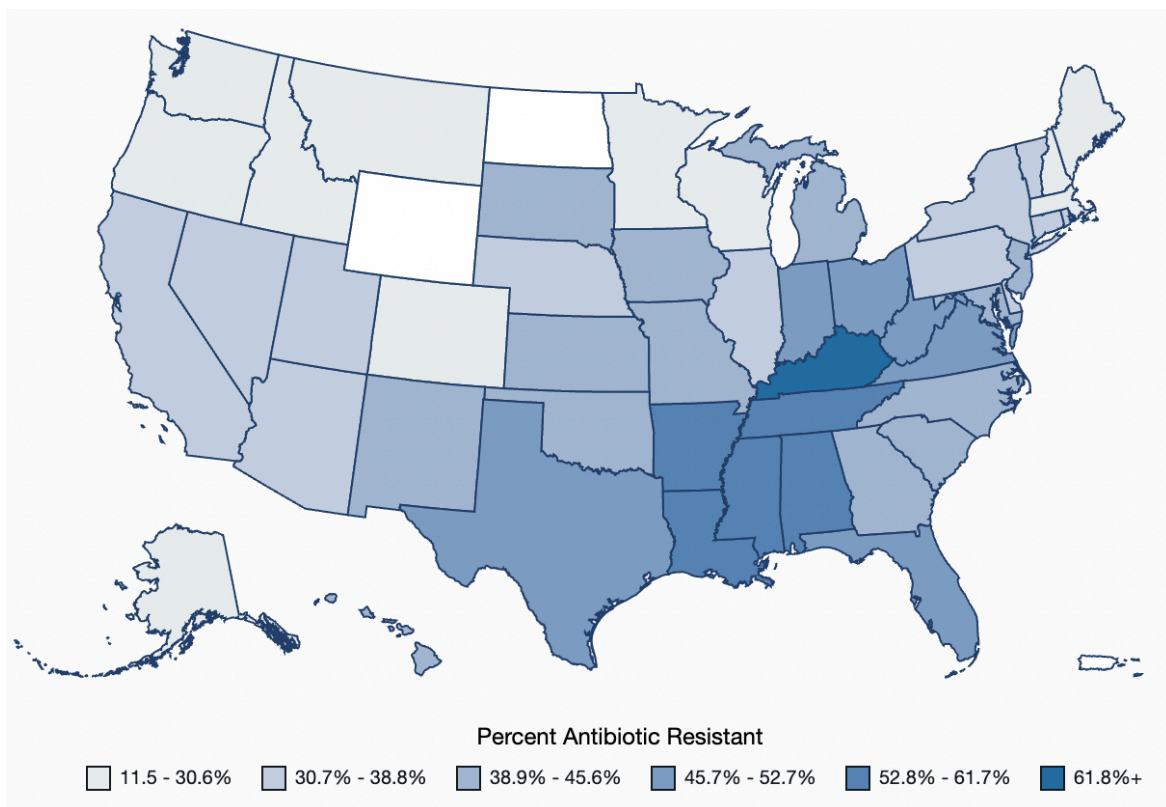 Percent Antibiotic Resistant
11.5 - 30.6% 30.7% - 38.8% 38.9% - 45.6% 45.7% - 52.7% 52.8% - 61.7% 61.8%+